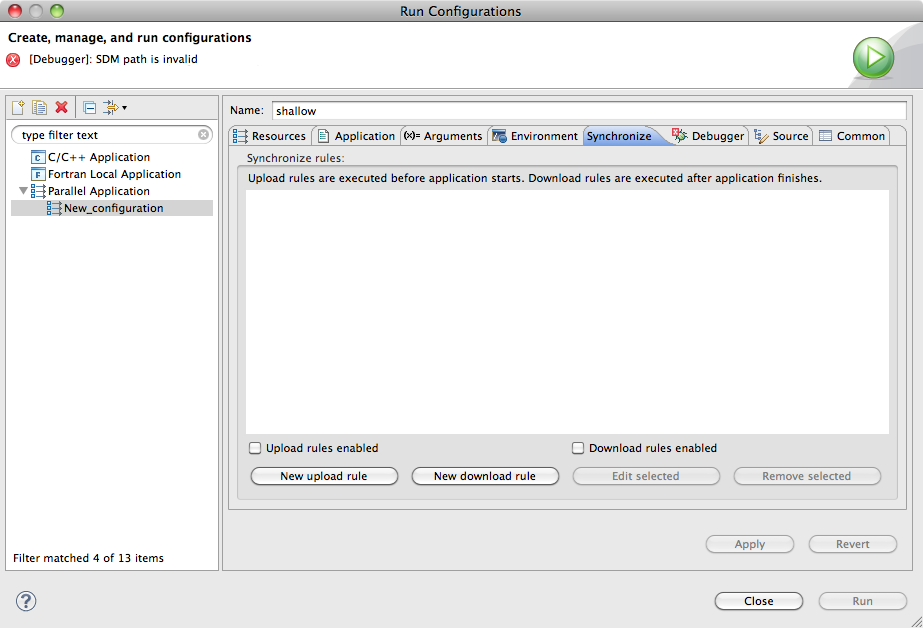 Run Configurations
Create, manage, and run configurations
[Debugger]: SDM path is invalid
Name: shallow
type filter text
Resources Application (x)= Arguments Environment Synchronize Debugger Source Common
C/C++ Application
Fortran Local Application
Parallel Application
New_configuration
Synchronize rules:
Upload rules are executed before application starts. Download rules are executed after application finishes.
Upload rules enabled Download rules enabled
New upload rule New download rule Edit selected Remove selected
Apply Revert
Filter matched 4 of 13 items
? Close Run